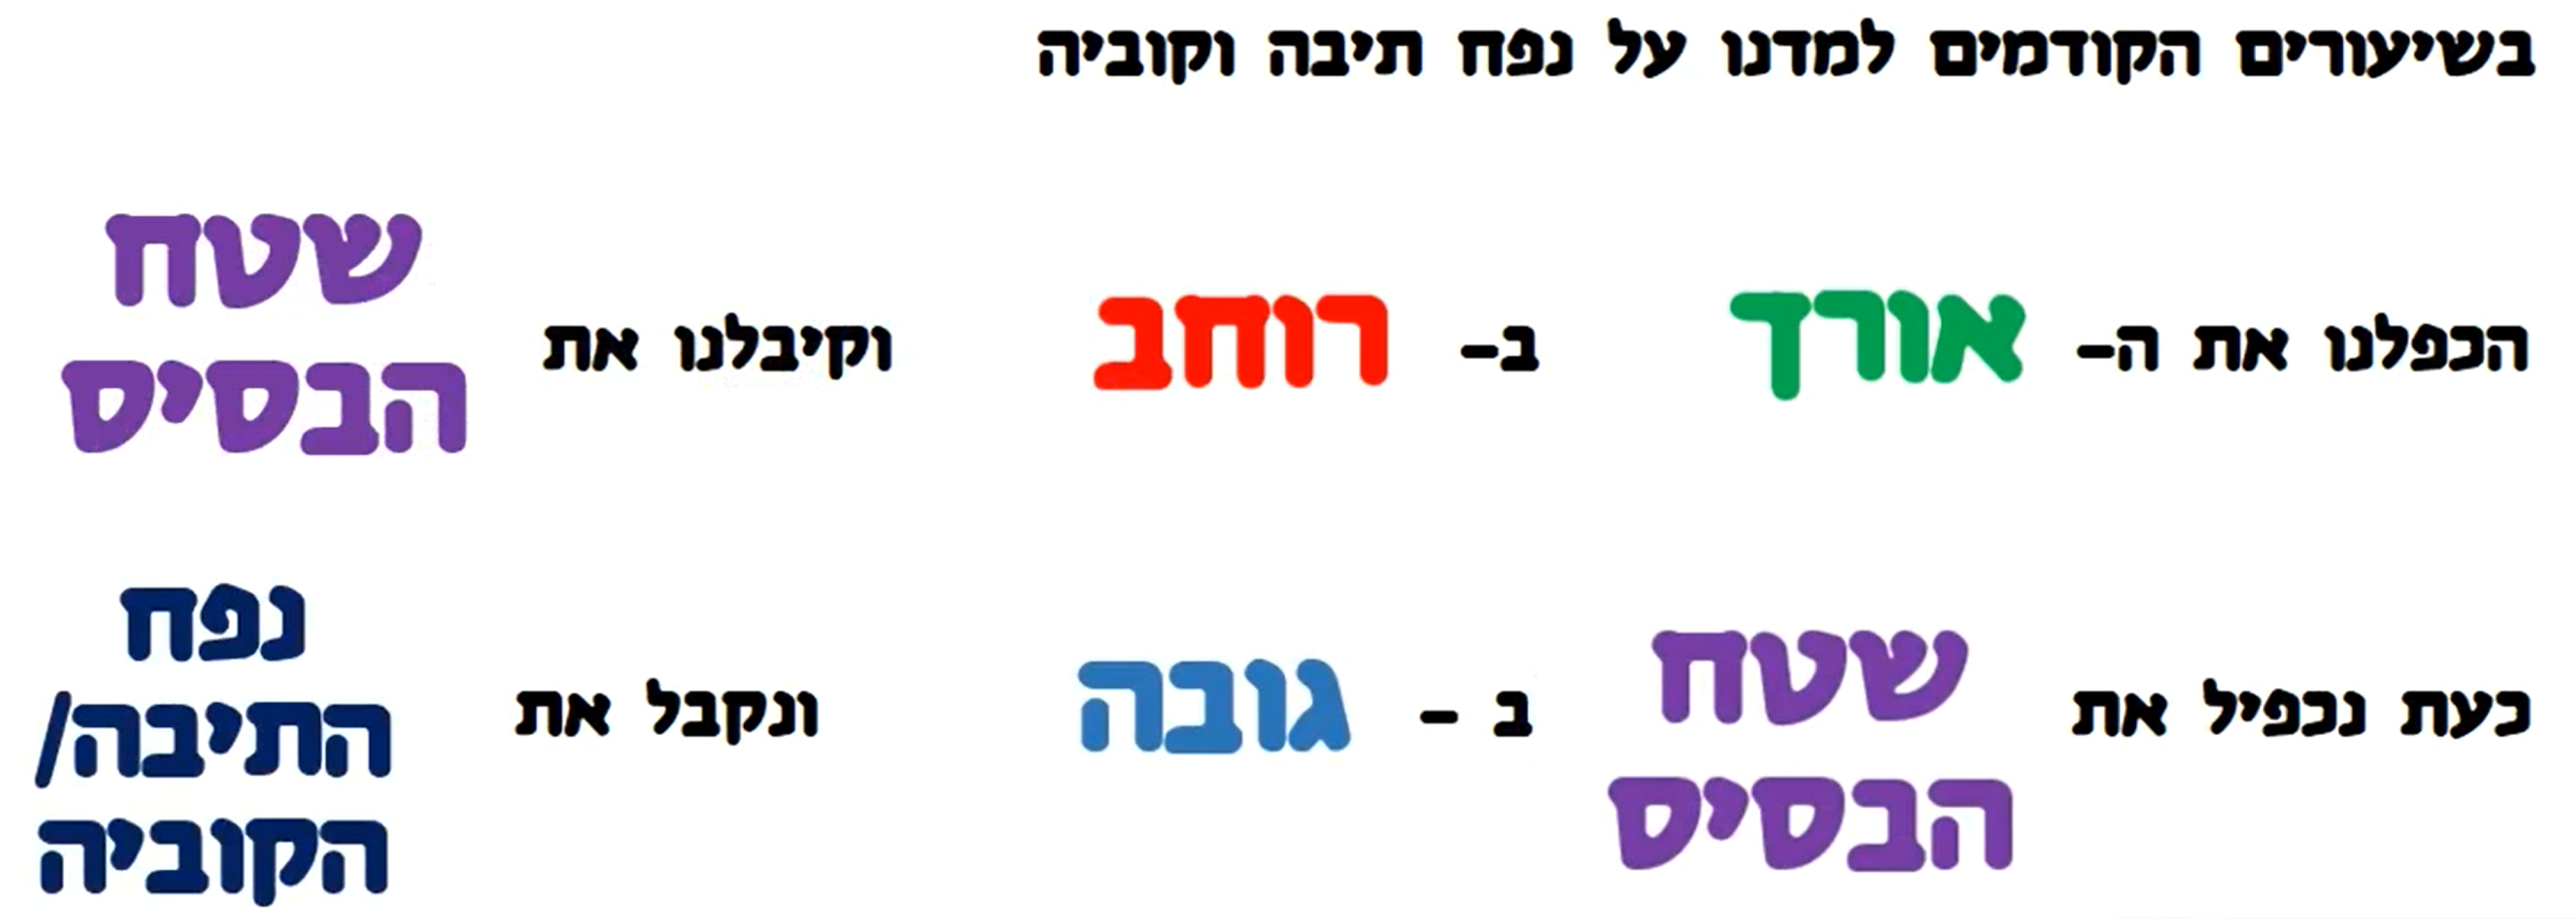 בשיעורים הקודמים למדנו על נפח תיבה וקוביה
הכפלנו את ה- אורך ב- רוחב וקיבלנו את שטח
הבסיס
כעת נכפיל את שטח הבסיס ב - גובה ונקבל את נפח
התיבה/
הקוביה